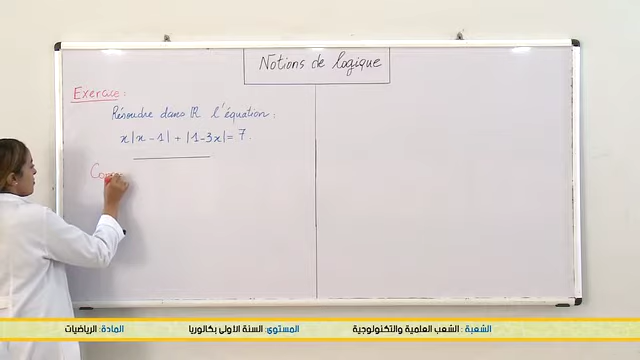 Notions de logique
Exercice:
Résoudre dans ℝ l'équation:
x|x-1| + |1-3x| = 7.
المادة: الرياضيات
المستوى: السنة الأولى بكالوريا
الشعبة : الشعب العلمية والتكنولوجية